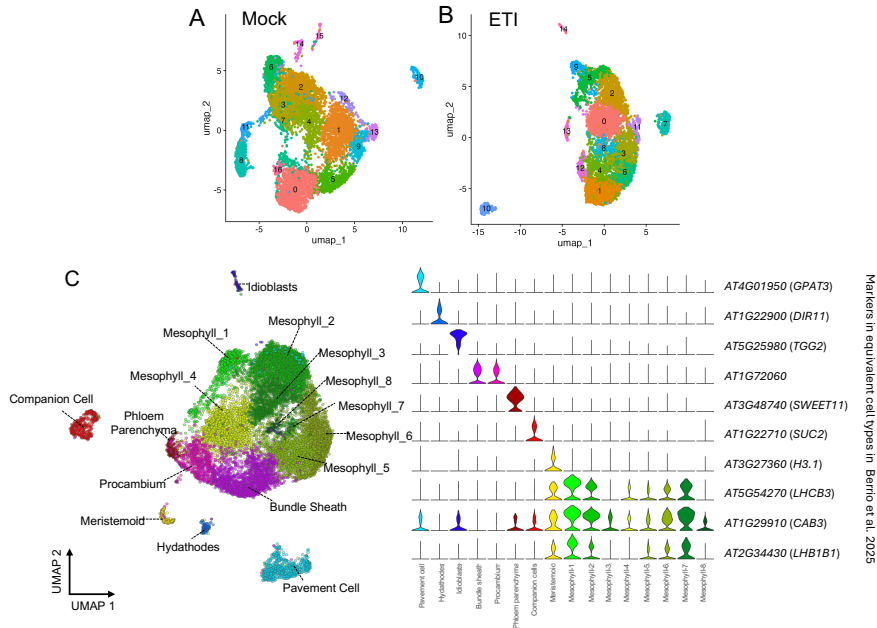 A
Mock
15
14
6
2
10
3
12
4
7
11
1
13
9
8
16
5
0
5
0
-5
umap_2
-5
0
5
10
umap_1
B
ETI
14
9
5
2
0
7
11
13
8
3
12
4
6
1
10
10
5
0
-5
umap_2
-15
-10
-5
0
5
umap_1
C
Idioblasts
Mesophyll_1
Mesophyll_2
Mesophyll_3
Mesophyll_4
Mesophyll_8
Companion Cell
Phloem
Parenchyma
Mesophyll_7
Mesophyll_6
Mesophyll_5
Procambium
Bundle Sheath
Meristemoid
Hydathodes
Pavement Cell
UMAP 2
UMAP 1
AT4G01950 (GPAT3)
AT1G22900 (DIR11)
AT5G25980 (TGG2)
AT1G72060
AT3G48740 (SWEET11)
AT1G22710 (SUC2)
AT3G27360 (H3.1)
AT5G54270 (LHCB3)
AT1G29910 (CAB3)
AT2G34430 (LHB1B1)
Pavement cell
Hydathodes
Idioblasts
Bundle sheath
Procambium
Phloem parenchyma
Companion cells
Meristemoid
Mesophyll-1
Mesophyll-2
Mesophyll-3
Mesophyll-4
Mesophyll-5
Mesophyll-6
Mesophyll-7
Mesophyll-8
Markers in equivalent cell types in Berrio et al. 2025